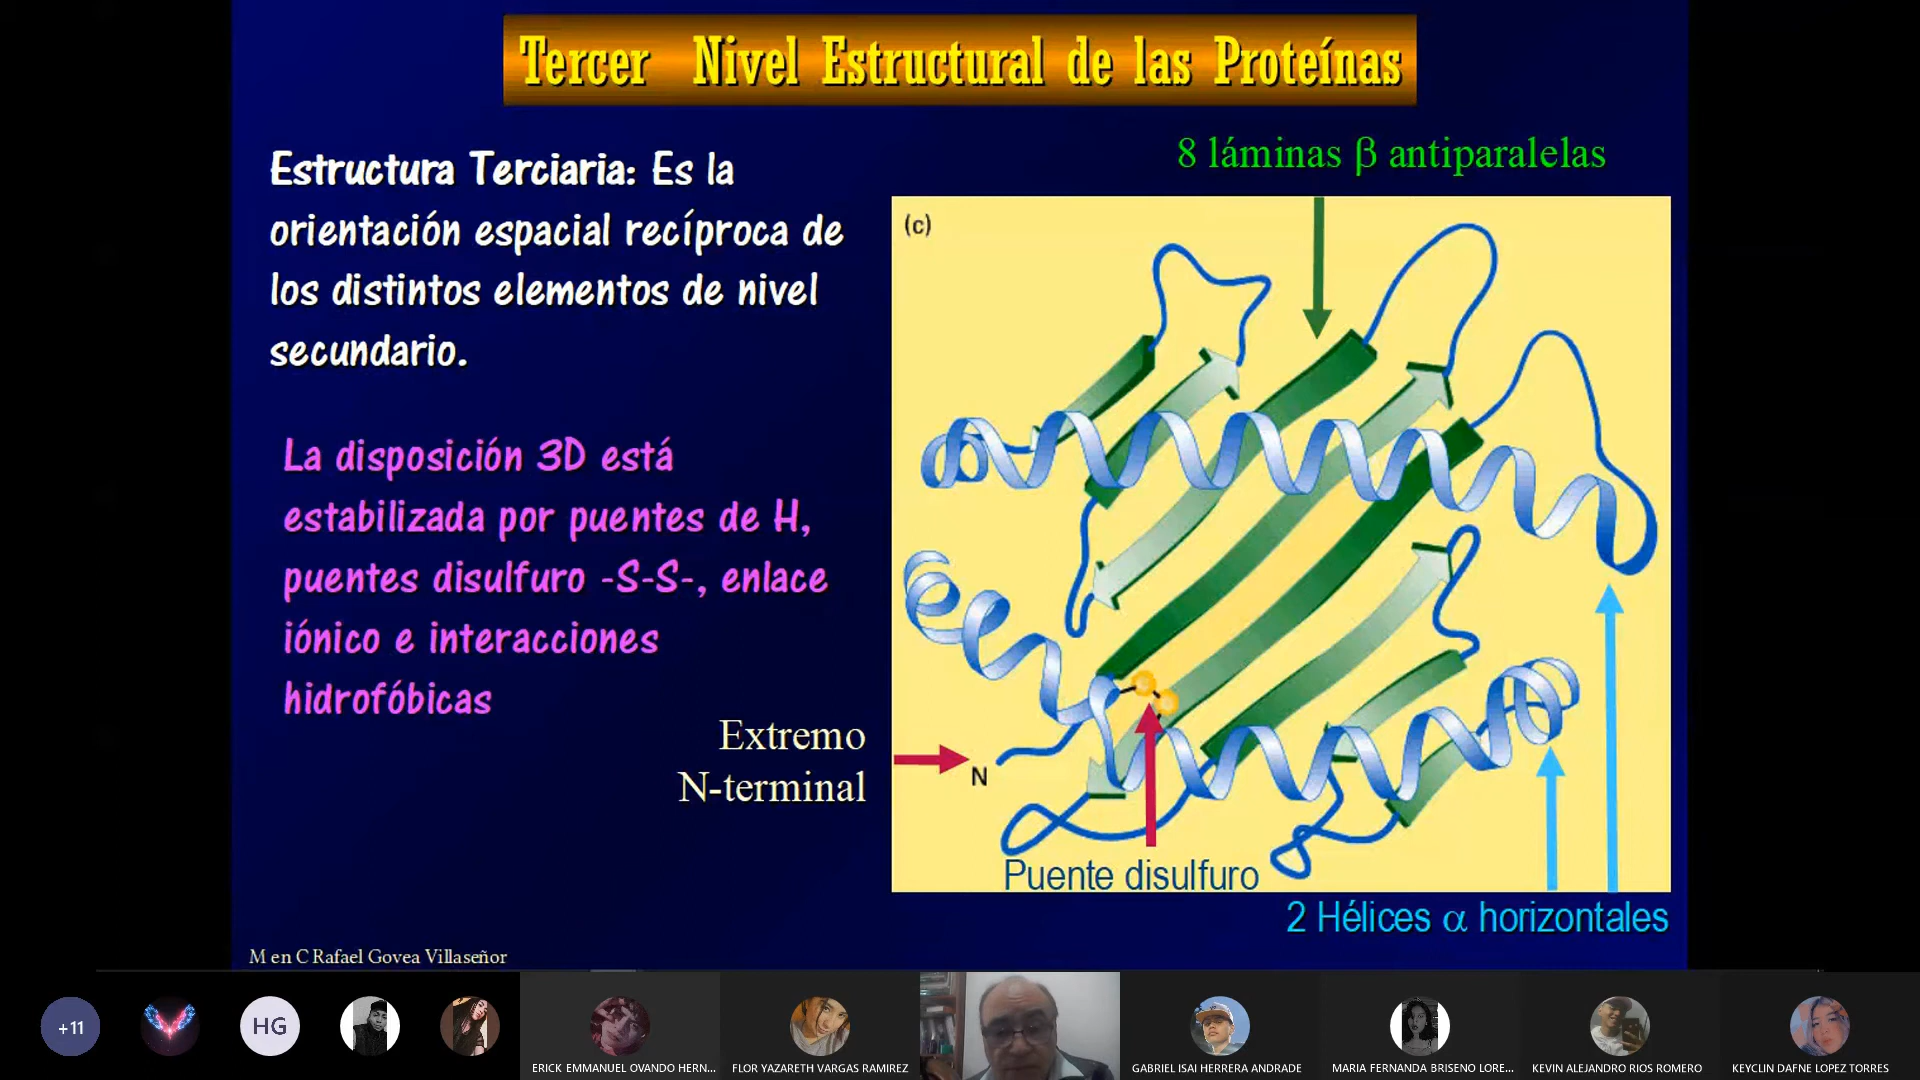 Tercer Nivel Estructural de las Proteínas
Estructura Terciaria: Es la
orientación espacial recíproca de
los distintos elementos de nivel
secundario.
La disposición 3D está
estabilizada por puentes de H,
puentes disulfuro -S-S-, enlace
iónico e interacciones
hidrofóbicas
8 láminas β antiparalelas
(c)
Extremo
N-terminal
N
Puente disulfuro
2 Hélices α horizontales
M en C Rafael Govea Villaseñor
+11
HG
ERICK EMMANUEL OVANDO HERN...
FLOR YAZARETH VARGAS RAMIREZ
GABRIEL ISAI HERRERA ANDRADE
MARIA FERNANDA BRISENO LORE...
KEVIN ALEJANDRO RIOS ROMERO
KEYCLIN DAFNE LOPEZ TORRES